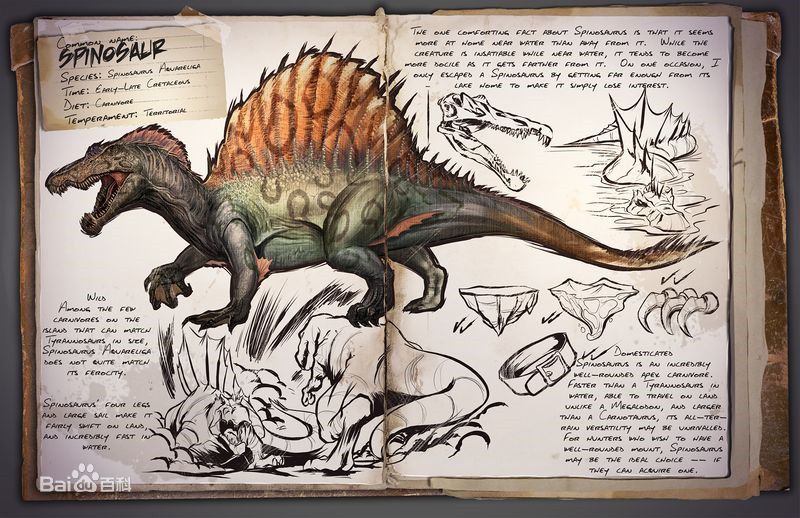 Common name:
SPINOSAUR
Species: Spinosaurus Aquareliga
Time: Early-Late Cretaceous
Diet: Carnivore
Temperament: Territorial
The one comforting fact about Spinosaurus is that it seems
more at home near water than away from it. While the
creature is insatiable while near water, it tends to become
more docile as it gets farther from it. On one occasion, I
only escaped a Spinosaurus by getting far enough from its
lake home to make it simply lose interest.
Wild
Among the few
carnivores on the
island that can match
Tyrannosaurs in size,
Spinosaurus Aquareliga
does not quite match
its ferocity.
Spinosaurus' four legs
and large sail make it
fairly swift on land,
and incredibly fast in
water.
Domesticated
Spinosaurus is an incredibly
well-rounded apex carnivore.
Faster than a Tyrannosaurs in
water, able to travel on land
unlike a Megalodon, and larger
than a Carnotaurus, its all-ter-
rain versatility may be unrivaled.
For hunters who wish to have a
well-rounded mount, Spinosaurus
may be the ideal choice -- if
they can acquire one.
Bai du 百科